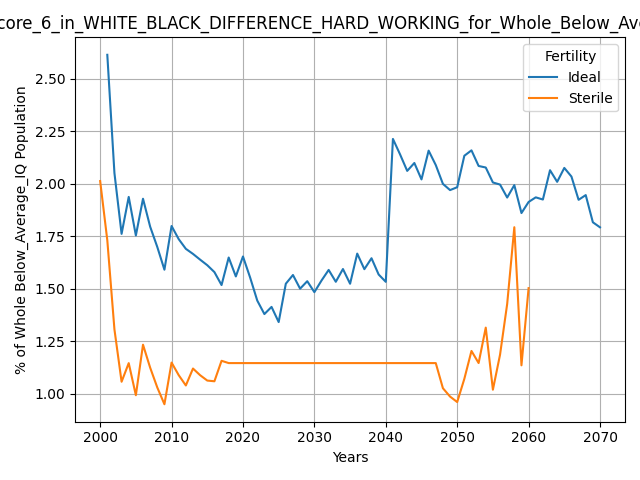 core_6_in_WHITE_BLACK_DIFFERENCE_HARD_WORKING_for_Whole_Below_Av
Fertility
Ideal
Sterile
% of Whole Below_Average_IQ Population
2.50
2.25
2.00
1.75
1.50
1.25
1.00
2000 2010 2020 2030 2040 2050 2060 2070
Years